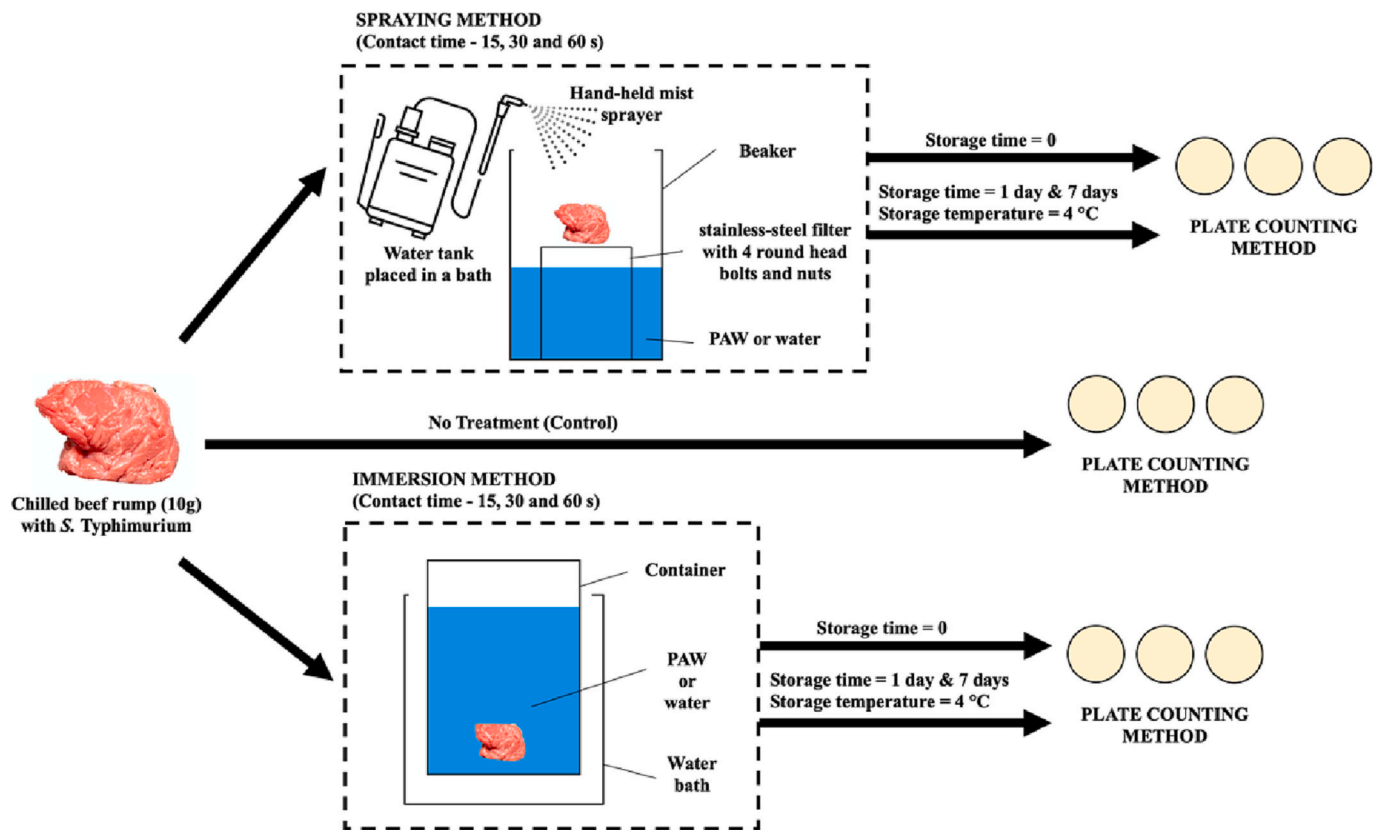 SPRAYING METHOD
(Contact time - 15, 30 and 60 s)
Hand-held mist
sprayer
Beaker
stainless-steel filter
with 4 round head
bolts and nuts
Water tank
placed in a bath
PAW or water
Storage time = 0
Storage time = 1 day & 7 days
Storage temperature = 4 °C
PLATE COUNTING
METHOD
Chilled beef rump (10g)
with S. Typhimurium
No Treatment (Control)
PLATE COUNTING
METHOD
IMMERSION METHOD
(Contact time - 15, 30 and 60 s)
Container
PAW
or
water
Water
bath
Storage time = 0
Storage time = 1 day & 7 days
Storage temperature = 4 °C
PLATE COUNTING
METHOD